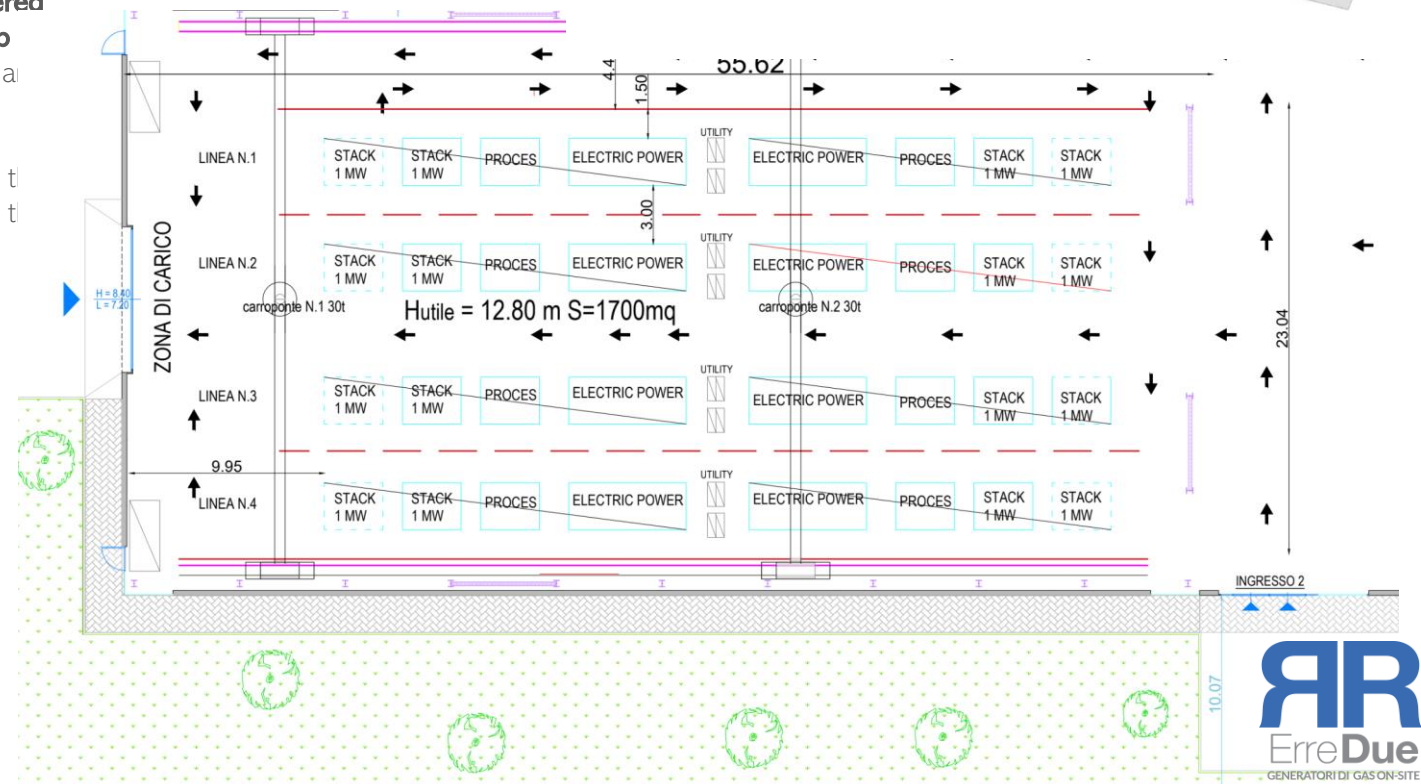 ered
55.62
4.4
1.50
LINEA N.1
STACK 1 MW
STACK 1 MW
PROCES
ELECTRIC POWER
UTILITY
ELECTRIC POWER
PROCES
STACK 1 MW
STACK 1 MW
3.00
LINEA N.2
STACK 1 MW
STACK 1 MW
PROCES
ELECTRIC POWER
UTILITY
ELECTRIC POWER
PROCES
STACK 1 MW
STACK 1 MW
ZONA DI CARICO
H = 8.40
L = 7.20
carroponte N.1 30t
Hutile = 12.80 m S=1700mq
carroponte N.2 30t
23.04
LINEA N.3
STACK 1 MW
STACK 1 MW
PROCES
ELECTRIC POWER
UTILITY
ELECTRIC POWER
PROCES
STACK 1 MW
STACK 1 MW
9.95
LINEA N.4
STACK 1 MW
STACK 1 MW
PROCES
ELECTRIC POWER
UTILITY
ELECTRIC POWER
PROCES
STACK 1 MW
STACK 1 MW
INGRESSO 2
10.07
ErreDue
GENERATORI DI GAS ON-SITE